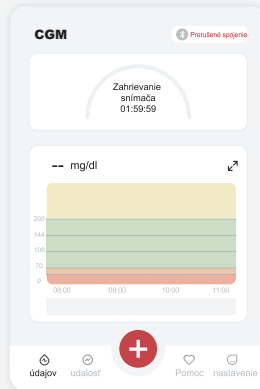 CGM
Prerušené spojenie
Zahrievanie
snímača
01:59:59
-- mg/dl
200
144
108
70
0
08:00 09:00 10:00 11:00
údajov udalosť Pomoc nastavenie